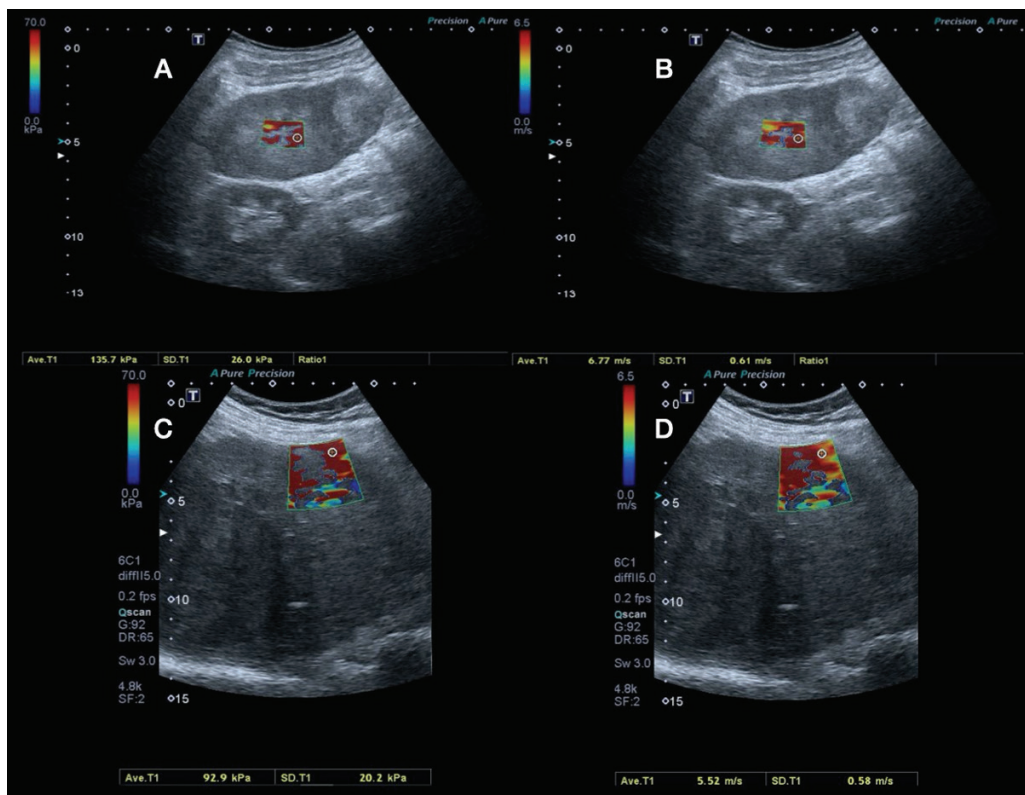 70.0
Precision A Pure
T
0
A
0.0
kPa
5
10
13
Ave.T1 135.7 kPa SD.T1 26.0 kPa Ratio1
6.5
Precision A Pure
T
0
B
0.0
m/s
5
10
13
Ave.T1 6.77 m/s SD.T1 0.61 m/s Ratio1
70.0
A Pure Precision
T
0
C
0.0
kPa
5
6C1
diffII5.0
0.2 fps
10
Qscan
G:92
DR:65
Sw 3.0
4.8k
SF:2
15
Ave.T1 92.9 kPa SD.T1 20.2 kPa
6.5
A Pure Precision
T
0
D
0.0
m/s
5
6C1
diffII5.0
0.2 fps
10
Qscan
G:92
DR:65
Sw 3.0
4.8k
SF:2
15
Ave.T1 5.52 m/s SD.T1 0.58 m/s